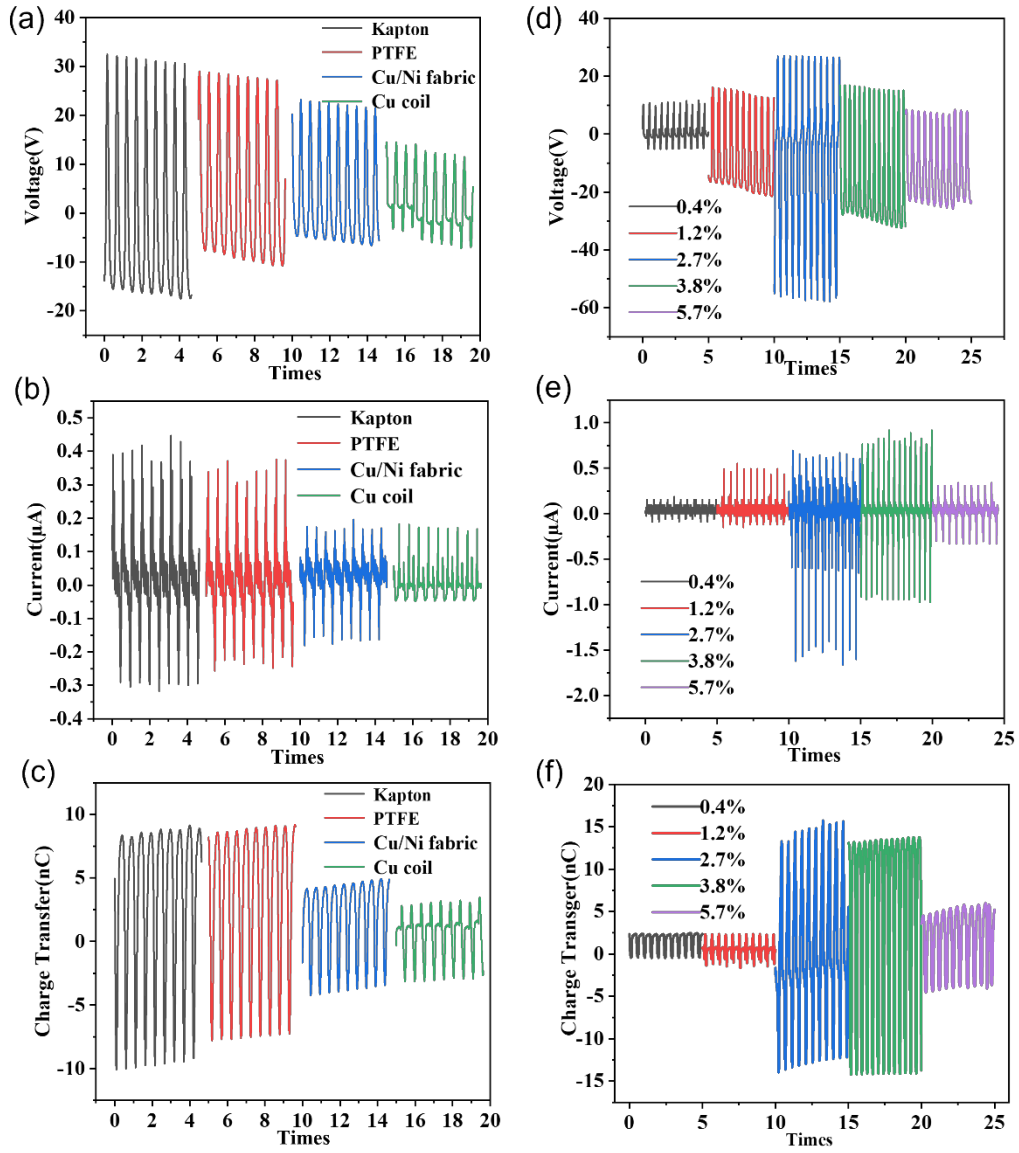 (a)
40
30
20
10
0
-10
-20
Voltage(V)
Kapton
PTFE
Cu/Ni fabric
Cu coil
0 2 4 6 8 10 12 14 16 18 20
Times
(d)
40
20
0
-20
-40
-60
Voltage(V)
0.4%
1.2%
2.7%
3.8%
5.7%
0 5 10 15 20 25
Times
(b)
0.5
0.4
0.3
0.2
0.1
0.0
-0.1
-0.2
-0.3
-0.4
Current(μA)
Kapton
PTFE
Cu/Ni fabric
Cu coil
0 2 4 6 8 10 12 14 16 18 20
Times
(e)
1.0
0.5
0.0
-0.5
-1.0
-1.5
-2.0
Current(μA)
0.4%
1.2%
2.7%
3.8%
5.7%
0 5 10 15 20 25
Times
(c)
10
5
0
-5
-10
Charge Transfer(nC)
Kapton
PTFE
Cu/Ni fabric
Cu coil
0 2 4 6 8 10 12 14 16 18 20
Times
(f)
20
15
10
5
0
-5
-10
-15
Charge Transger(nC)
0.4%
1.2%
2.7%
3.8%
5.7%
0 5 10 15 20 25
Times